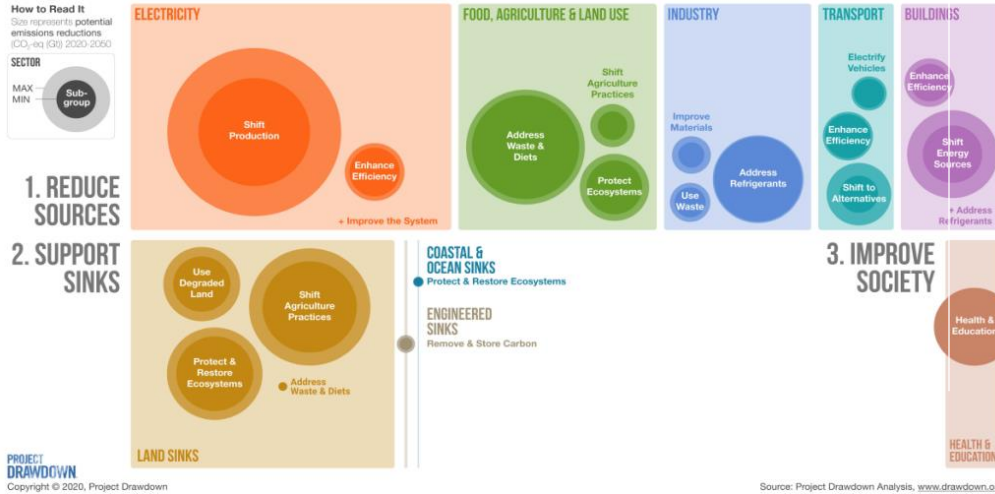 How to Read It
Size represents potential
emissions reductions
(CO₂-eq (Gt)) 2020-2050
SECTOR
MAX
MIN
Sub-
group
1. REDUCE
SOURCES
ELECTRICITY
Shift
Production
Enhance
Efficiency
+ Improve the System
FOOD, AGRICULTURE & LAND USE
Shift
Agriculture
Practices
Address
Waste &
Diets
Protect
Ecosystems
INDUSTRY
Improve
Materials
Use
Waste
Address
Refrigerants
TRANSPORT
Electrify
Vehicles
Enhance
Efficiency
Shift to
Alternatives
BUILDINGS
Enhance
Efficiency
Shift
Energy
Sources
+ Address
Refrigerants
2. SUPPORT
SINKS
Use
Degraded
Land
Shift
Agriculture
Practices
Protect &
Restore
Ecosystems
Address
Waste & Diets
LAND SINKS
COASTAL &
OCEAN SINKS
Protect & Restore Ecosystems
ENGINEERED
SINKS
Remove & Store Carbon
3. IMPROVE
SOCIETY
Health &
Education
HEALTH &
EDUCATION
PROJECT
DRAWDOWN
Copyright © 2020, Project Drawdown
Source: Project Drawdown Analysis, www.drawdown.o